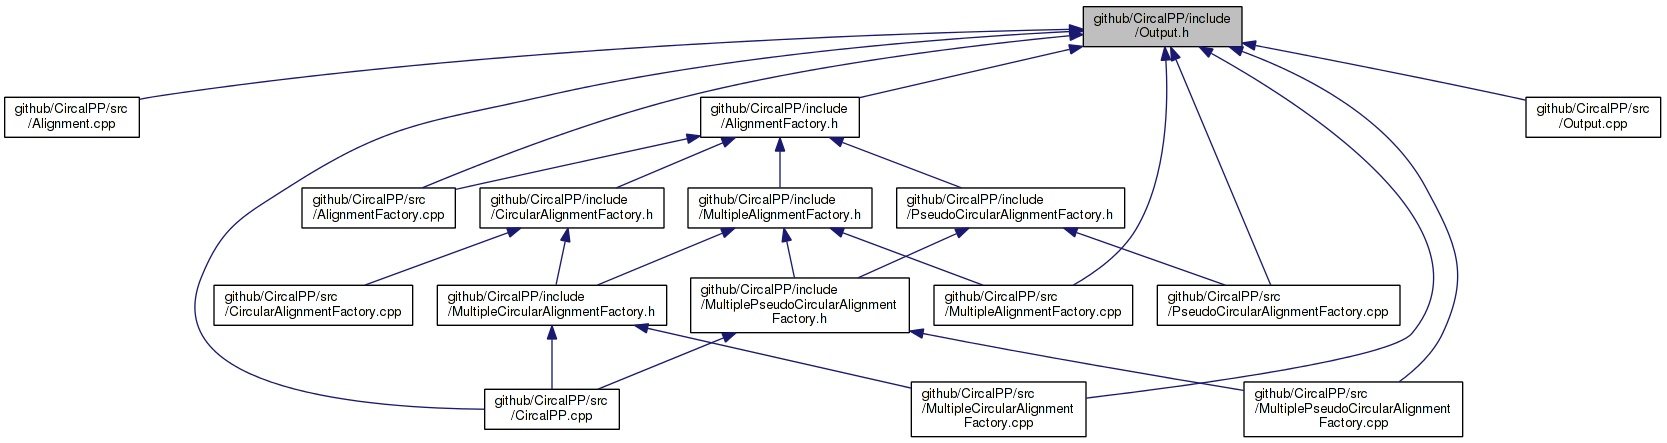 github/CircalPP/include
/Output.h
github/CircalPP/src
/Alignment.cpp
github/CircalPP/include
/AlignmentFactory.h
github/CircalPP/src
/Output.cpp
github/CircalPP/src
/AlignmentFactory.cpp
github/CircalPP/include
/CircularAlignmentFactory.h
github/CircalPP/include
/MultipleAlignmentFactory.h
github/CircalPP/include
/PseudoCircularAlignmentFactory.h
github/CircalPP/src
/CircularAlignmentFactory.cpp
github/CircalPP/include
/MultipleCircularAlignmentFactory.h
github/CircalPP/include
/MultiplePseudoCircularAlignment
Factory.h
github/CircalPP/src
/MultipleAlignmentFactory.cpp
github/CircalPP/src
/PseudoCircularAlignmentFactory.cpp
github/CircalPP/src
/CircalPP.cpp
github/CircalPP/src
/MultipleCircularAlignment
Factory.cpp
github/CircalPP/src
/MultiplePseudoCircularAlignment
Factory.cpp